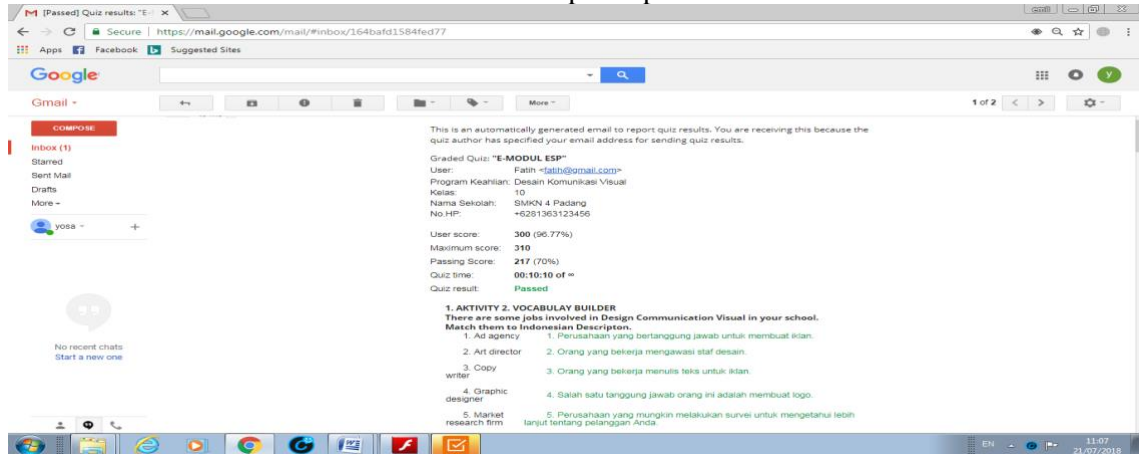 [Passed] Quiz results: "E-
emil
Secure https://mail.google.com/mail/#inbox/164bafd1584fed77
Apps Facebook Suggested Sites
Google
Y
Gmail
More
1 of 2
COMPOSE
Inbox (1)
Starred
Sent Mail
Drafts
More
yosa
No recent chats
Start a new one
This is an automatically generated email to report quiz results. You are receiving this because the
quiz author has specified your email address for sending quiz results.
Graded Quiz: "E-MODUL ESP"
User: Fatih <fatih@gmail.com>
Program Keahlian: Desain Komunikasi Visual
Kelas: 10
Nama Sekolah: SMKN 4 Padang
No.HP: +6281363123456
User score: 300 (96.77%)
Maximum score: 310
Passing Score: 217 (70%)
Quiz time: 00:10:10 of ∞
Quiz result: Passed
1. AKTIVITY 2. VOCABULAY BUILDER
There are some jobs involved in Design Communication Visual in your school.
Match them to Indonesian Descripton.
1. Ad agency 1. Perusahaan yang bertanggung jawab untuk membuat iklan.
2. Art director 2. Orang yang bekerja mengawasi staf desain.
3. Copy
writer 3. Orang yang bekerja menulis teks untuk iklan.
4. Graphic
designer 4. Salah satu tanggung jawab orang ini adalah membuat logo.
5. Market 5. Perusahaan yang mungkin melakukan survei untuk mengetahui lebih
research firm lanjut tentang pelanggan Anda.
EN
11:07
21/07/2018